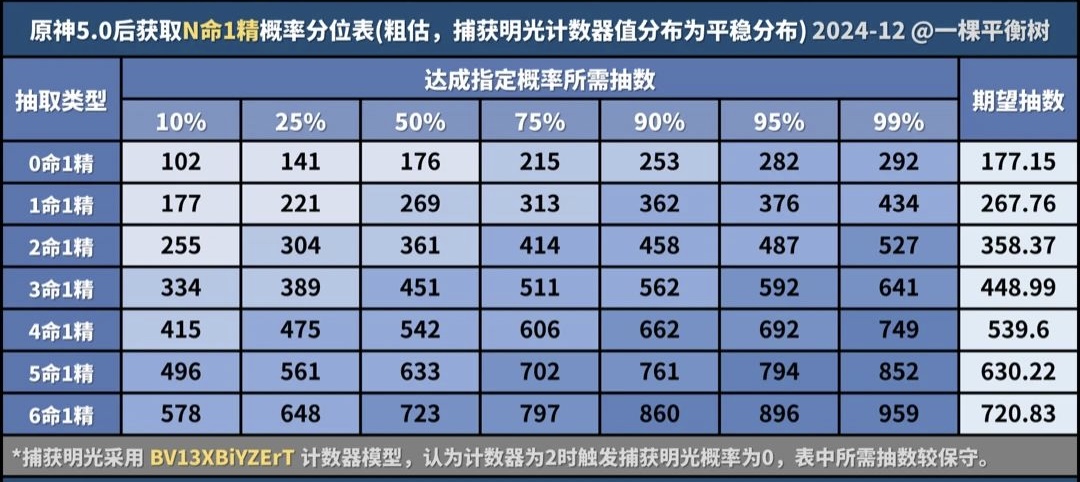 原神5.0后获取N命1精概率分位表(粗估，捕获明光计数器值分布为平稳分布) 2024-12 @一棵平衡树
抽取类型 达成指定概率所需抽数 期望抽数
10% 25% 50% 75% 90% 95% 99%
0命1精 102 141 176 215 253 282 292 177.15
1命1精 177 221 269 313 362 376 434 267.76
2命1精 255 304 361 414 458 487 527 358.37
3命1精 334 389 451 511 562 592 641 448.99
4命1精 415 475 542 606 662 692 749 539.6
5命1精 496 561 633 702 761 794 852 630.22
6命1精 578 648 723 797 860 896 959 720.83
*捕获明光采用 BV13XBiYZErT 计数器模型，认为计数器为2时触发捕获明光概率为0，表中所需抽数较保守。